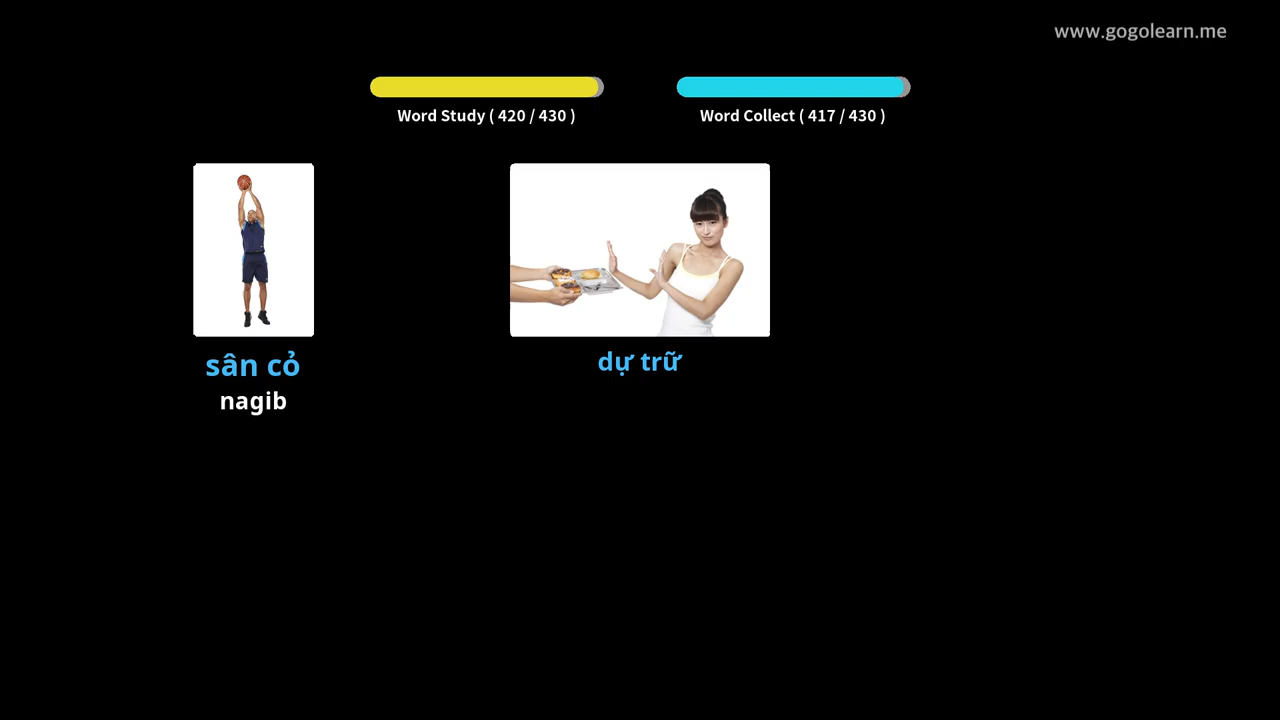 www.gogolearn.me
Word Study ( 420 / 430 )
Word Collect ( 417 / 430 )
sân cỏ
nagib
dự trữ